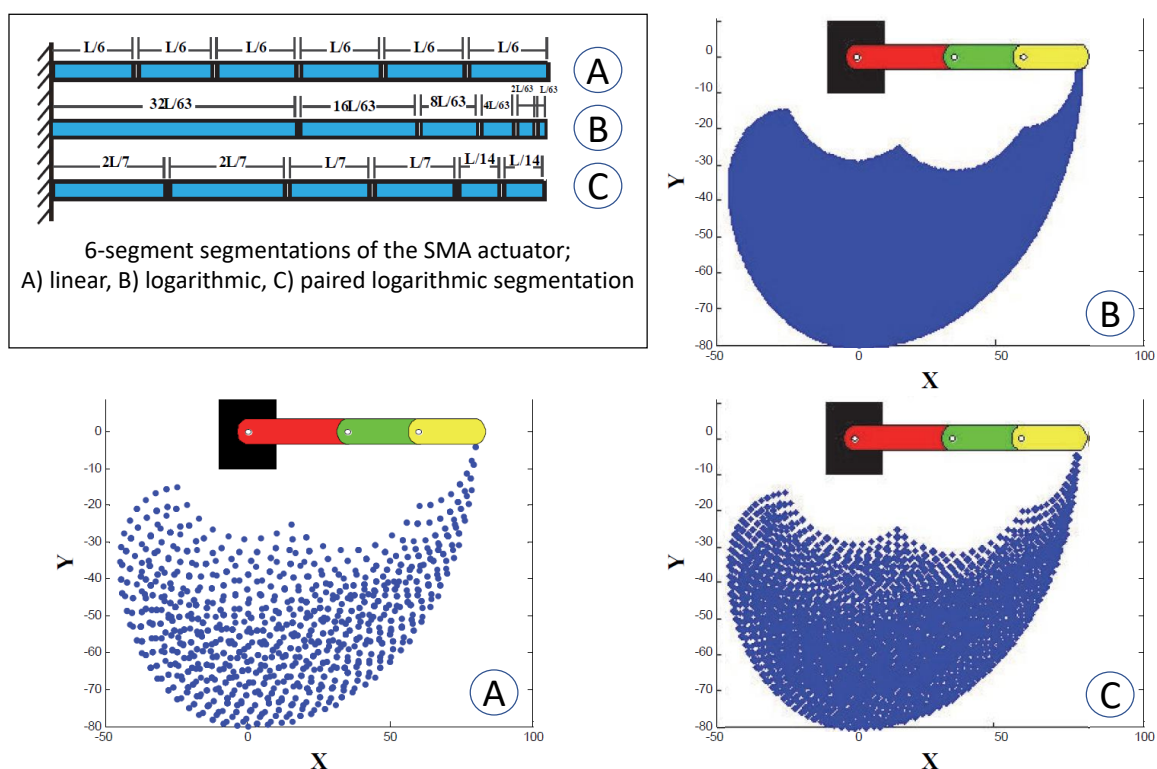 L/6 L/6 L/6 L/6 L/6 L/6
A
32L/63 16L/63 8L/63 4L/63 2L/63 L/63
B
2L/7 2L/7 L/7 L/7 L/14 L/14
C
6-segment segmentations of the SMA actuator;
A) linear, B) logarithmic, C) paired logarithmic segmentation
0
-10
-20
-30
Y
-40
-50
-60
-70
B
-80
-50 0 50 100
X
0
-10
-20
-30
Y
-40
-50
-60
-70
A
-80
-50 0 50 100
X
0
-10
-20
-30
Y
-40
-50
-60
-70
C
-80
-50 0 50 100
X